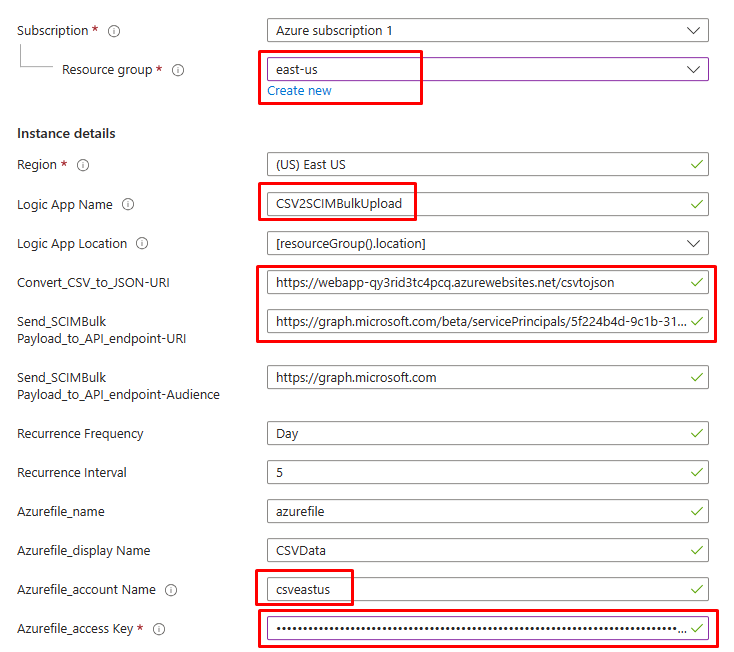 Subscription *
Azure subscription 1
Resource group *
east-us
Create new
Instance details
Region *
(US) East US
Logic App Name
CSV2SCIMBulkUpload
Logic App Location
[resourceGroup().location]
Convert_CSV_to_JSON-URI
https://webapp-qy3rid3tc4pcq.azurewebsites.net/csvtojson
Send_SCIMBulk
Payload_to_API_endpoint-URI
https://graph.microsoft.com/beta/servicePrincipals/5f224b4d-9c1b-31...
Send_SCIMBulk
Payload_to_API_endpoint-Audience
https://graph.microsoft.com
Recurrence Frequency
Day
Recurrence Interval
5
Azurefile_name
azurefile
Azurefile_display Name
CSVData
Azurefile_account Name
csveastus
Azurefile_access Key *